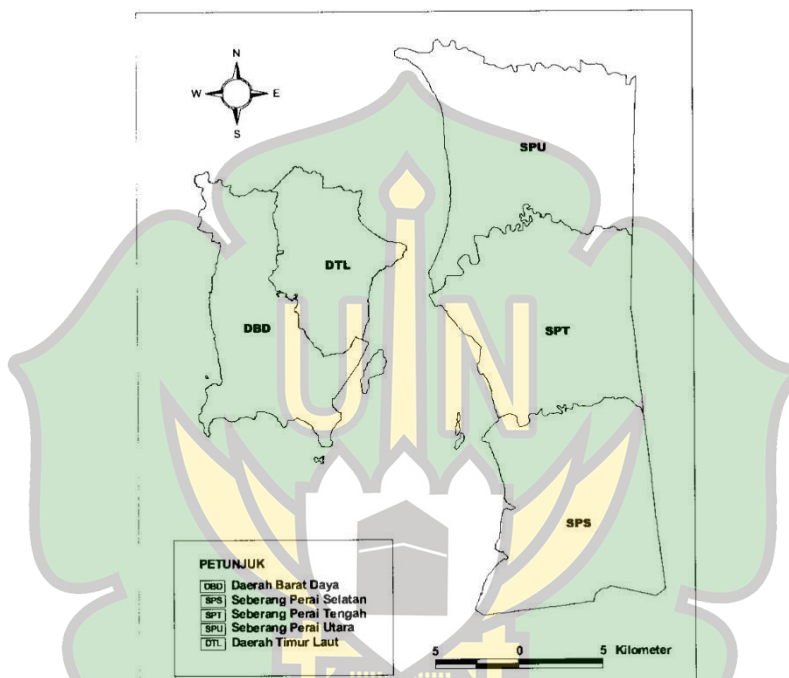 N
W E
S
SPU
DTL
DBD
SPT
SPS
UIN
PETUNJUK
DBD Daerah Barat Daya
SPS Seberang Perai Selatan
SPT Seberang Perai Tengah
SPU Seberang Perai Utara
DTL Daerah Timur Laut
5 0 5 Kilometer